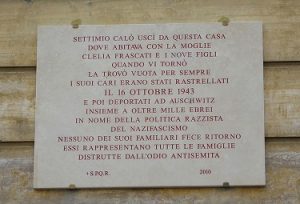 SETTIMIO CALÒ USCÌ DA QUESTA CASA
DOVE ABITAVA CON LA MOGLIE
CLELIA FRASCATI E I NOVE FIGLI
QUANDO VI TORNÒ
LA TROVÒ VUOTA PER SEMPRE
I SUOI CARI ERANO STATI RASTRELLATI
IL 16 OTTOBRE 1943
E POI DEPORTATI AD AUSCHWITZ
INSIEME A OLTRE MILLE EBREI
IN NOME DELLA POLITICA RAZZISTA
DEL NAZIFASCISMO
NESSUNO DEI SUOI FAMILIARI FECE RITORNO
ESSI RAPPRESENTANO TUTTE LE FAMIGLIE
DISTRUTTE DALL'ODIO ANTISEMITA
S.P.Q.R. 2010